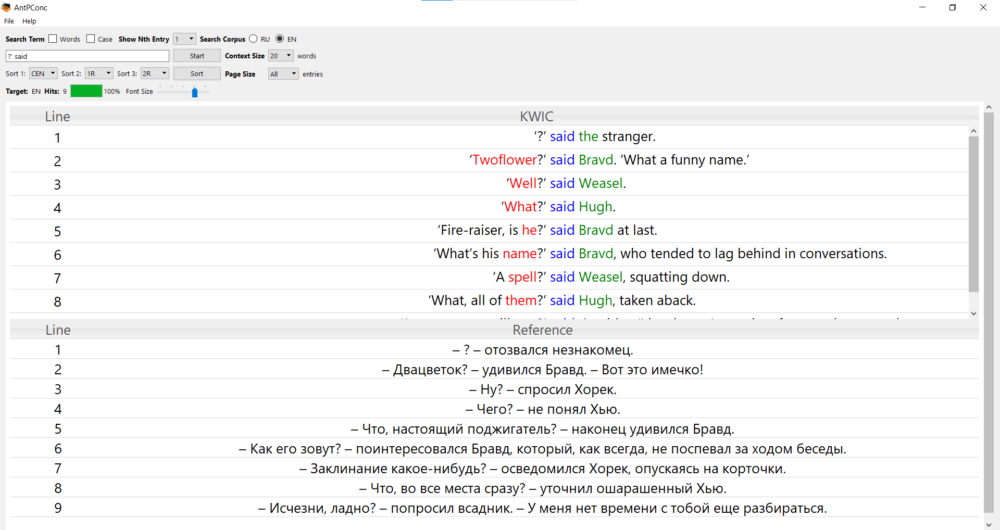 AntPConc
File Help
Search Term Words Case Show Nth Entry 1 Search Corpus RU EN
?’ said Start Context Size 20 words
Sort 1: CEN Sort 2: 1R Sort 3: 2R Sort Page Size All entries
Target: EN Hits: 9 100% Font Size
Line KWIC
1 ‘?’ said the stranger.
2 ‘Twoflower?’ said Bravd. ‘What a funny name.’
3 ‘Well?’ said Weasel.
4 ‘What?’ said Hugh.
5 ‘Fire-raiser, is he?’ said Bravd at last.
6 ‘What’s his name?’ said Bravd, who tended to lag behind in conversations.
7 ‘A spell?’ said Weasel, squatting down.
8 ‘What, all of them?’ said Hugh, taken aback.
Line Reference
1 – ? – отозвался незнакомец.
2 – Двацветок? – удивился Бравд. – Вот это имечко!
3 – Ну? – спросил Хорек.
4 – Чего? – не понял Хью.
5 – Что, настоящий поджигатель? – наконец удивился Бравд.
6 – Как его зовут? – поинтересовался Бравд, который, как всегда, не поспевал за ходом беседы.
7 – Заклинание какое-нибудь? – осведомился Хорек, опускаясь на корточки.
8 – Что, во все места сразу? – уточнил ошарашенный Хью.
9 – Исчезни, ладно? – попросил всадник. – У меня нет времени с тобой еще разбираться.